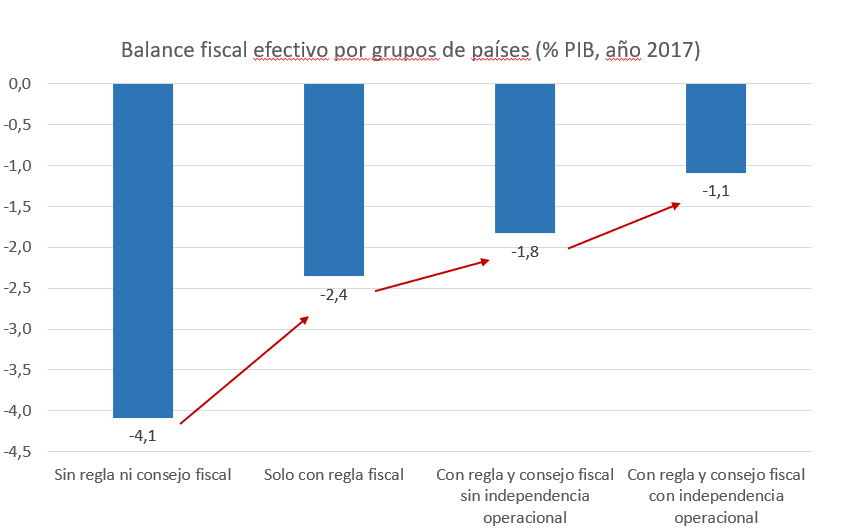 Balance fiscal efectivo por grupos de países (% PIB, año 2017)
0,0
-0,5
-1,0
-1,5
-2,0
-2,5
-3,0
-3,5
-4,0
-4,5
-4,1
-2,4
-1,8
-1,1
Sin regla ni consejo fiscal
Solo con regla fiscal
Con regla y consejo fiscal
sin independencia
operacional
Con regla y consejo fiscal
con independencia
operacional